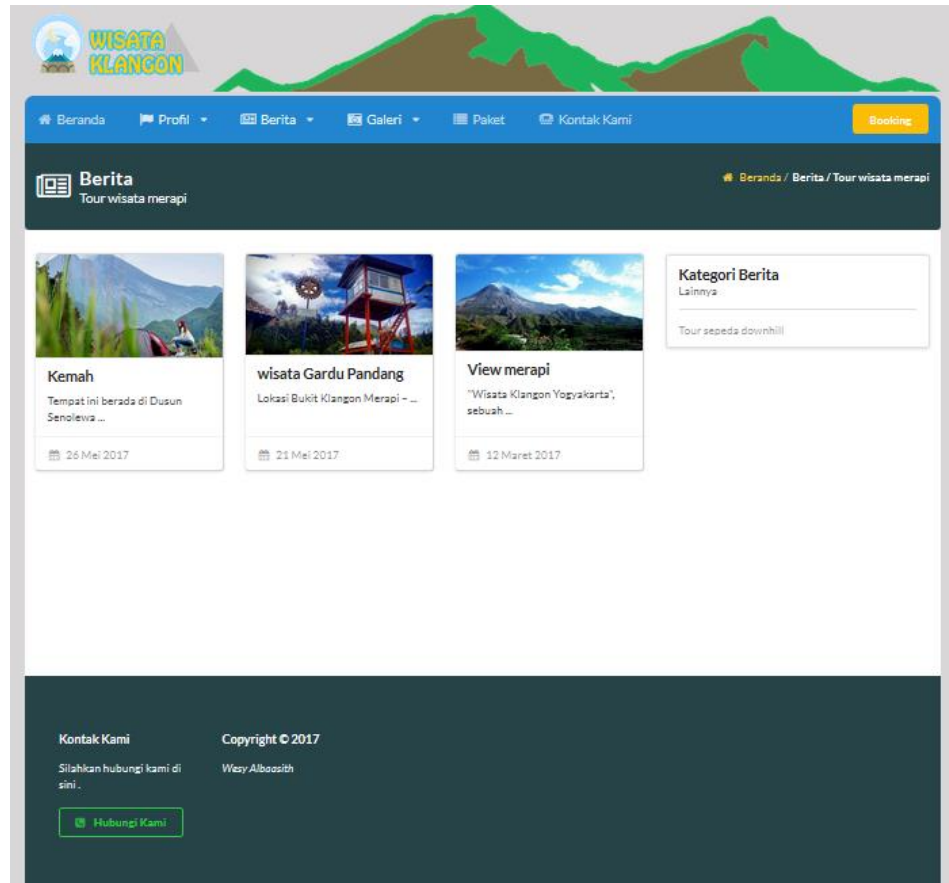 WISATA
KLANGON
Beranda Profil Berita Galeri Paket Kontak Kami Booking
Berita
Tour wisata merapi
Beranda / Berita / Tour wisata merapi
Kemah
Tempat ini berada di Dusun
Senolewa ...
26 Mei 2017
wisata Gardu Pandang
Lokasi Bukit Klangon Merapi – ...
21 Mei 2017
View merapi
"Wisata Klangon Yogyakarta",
sebuah ...
12 Maret 2017
Kategori Berita
Lainnya
Tour sepeda downhill
Kontak Kami
Silahkan hubungi kami di
sini .
Hubungi Kami
Copyright © 2017
Wesy Albaasith